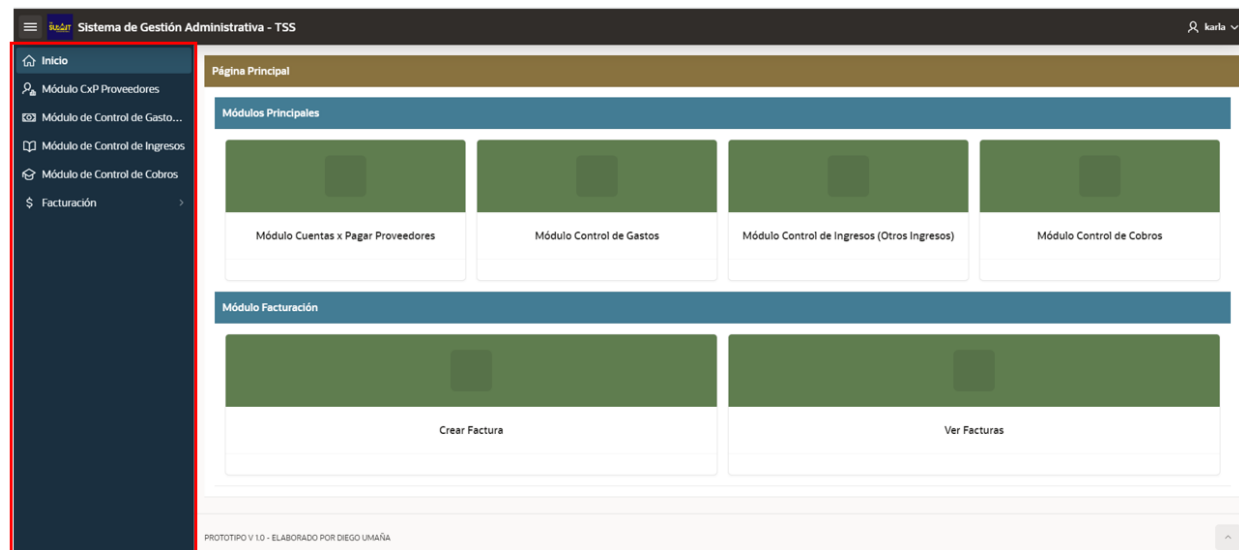 Sistema de Gestión Administrativa - TSS
karla
Inicio
Módulo CxP Proveedores
Módulo de Control de Gasto...
Módulo de Control de Ingresos
Módulo de Control de Cobros
$ Facturación
Página Principal
Módulos Principales
Módulo Cuentas x Pagar Proveedores
Módulo Control de Gastos
Módulo Control de Ingresos (Otros Ingresos)
Módulo Control de Cobros
Módulo Facturación
Crear Factura
Ver Facturas
PROTOTIPO V 1.0 - ELABORADO POR DIEGO UMAÑA